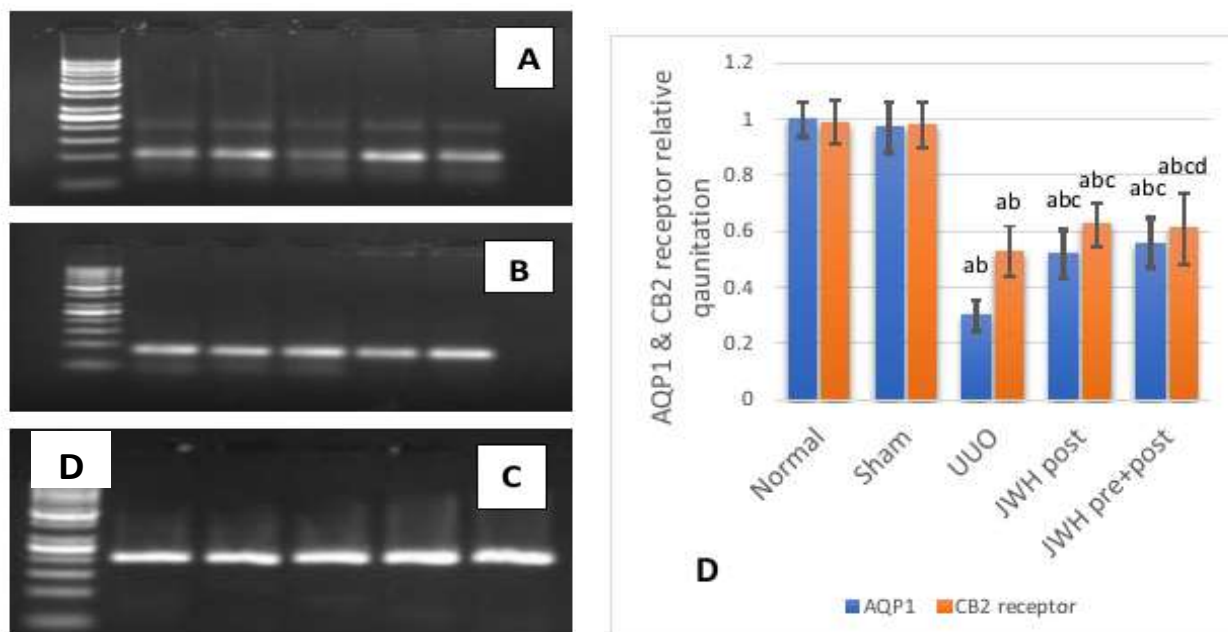 A
B
D
C
1.2
1
0.8
0.6
0.4
0.2
0
AQP1 & CB2 receptor relative
qaunitation
ab
ab
abc
abc
abc
abcd
Normal
Sham
UUO
JWH post
JWH pre+post
D
AQP1
CB2 receptor